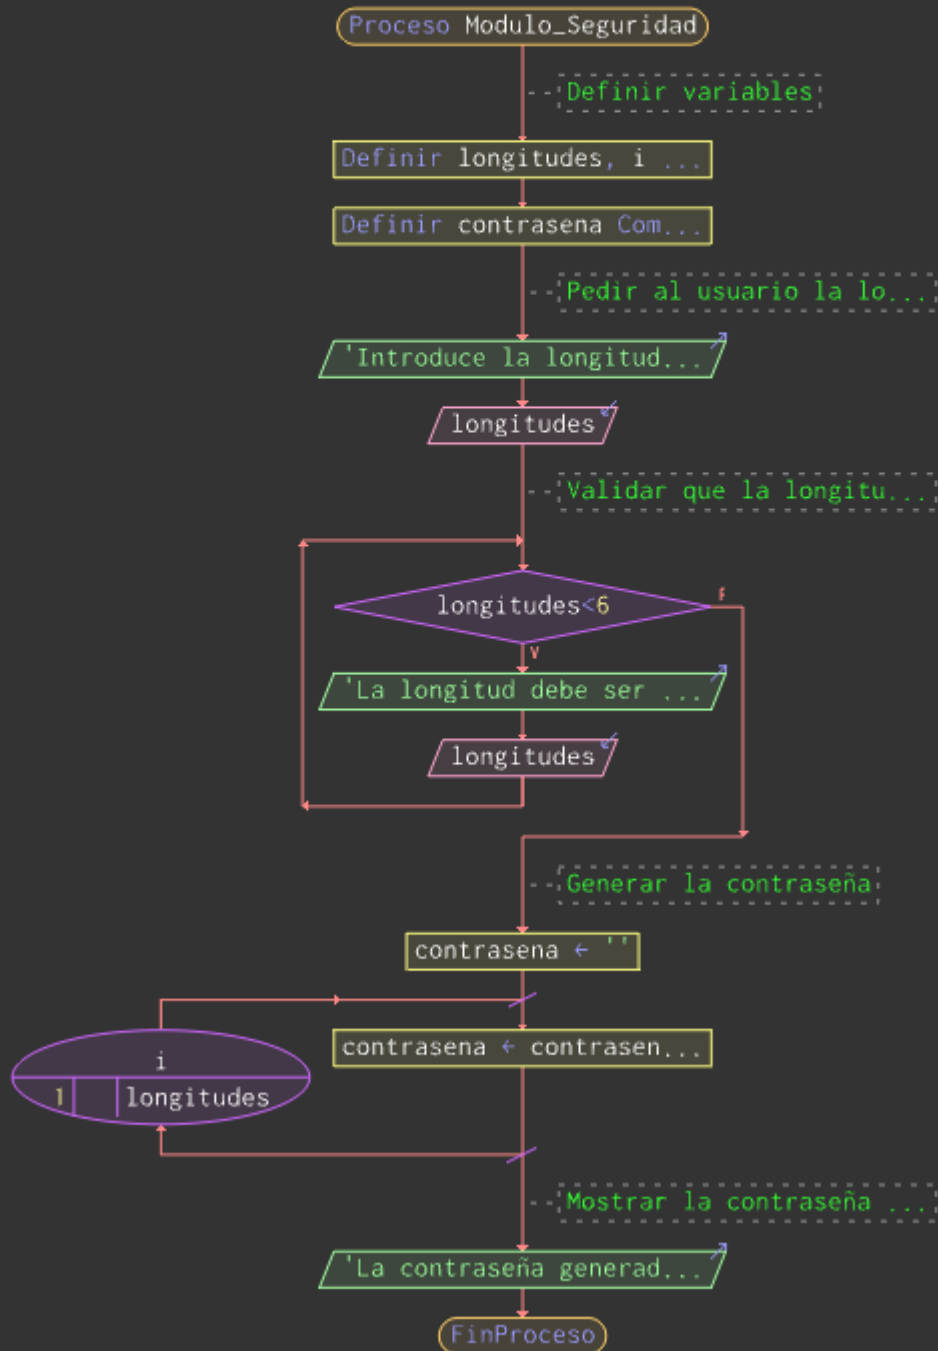 Proceso Modulo_Seguridad
Definir variables
Definir longitudes, i ...
Definir contrasena Com...
Pedir al usuario la lo...
'Introduce la longitud...
longitudes
Validar que la longitu...
longitudes<6
F
V
'La longitud debe ser ...
longitudes
Generar la contraseña
contrasena ← ''
contrasena ← contrasen...
i
1 longitudes
Mostrar la contraseña ...
'La contraseña generad...
FinProceso